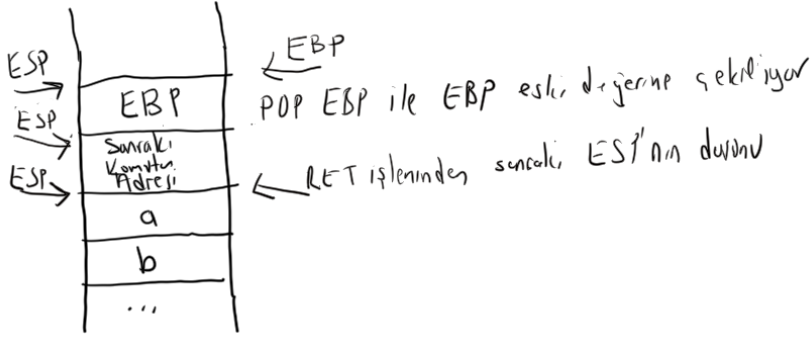 ESP
EBP
EBP
POP EBP ile EBP eski değerine çekiliyor
ESP
Sonraki
Komutun
Adresi
ESP
RET işleminden sonraki ESP'nin durumu
a
b
...